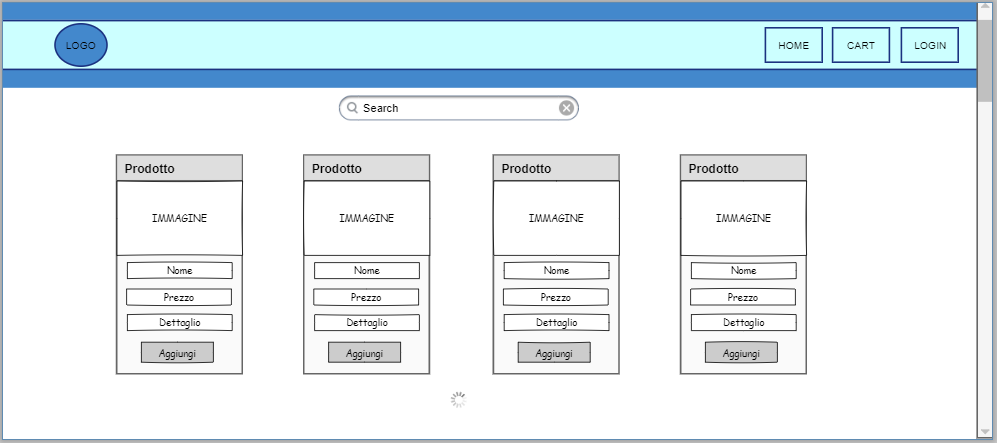 LOGO
HOME CART LOGIN
Search
Prodotto Prodotto Prodotto Prodotto
IMMAGINE IMMAGINE IMMAGINE IMMAGINE
Nome Nome Nome Nome
Prezzo Prezzo Prezzo Prezzo
Dettaglio Dettaglio Dettaglio Dettaglio
Aggiungi Aggiungi Aggiungi Aggiungi